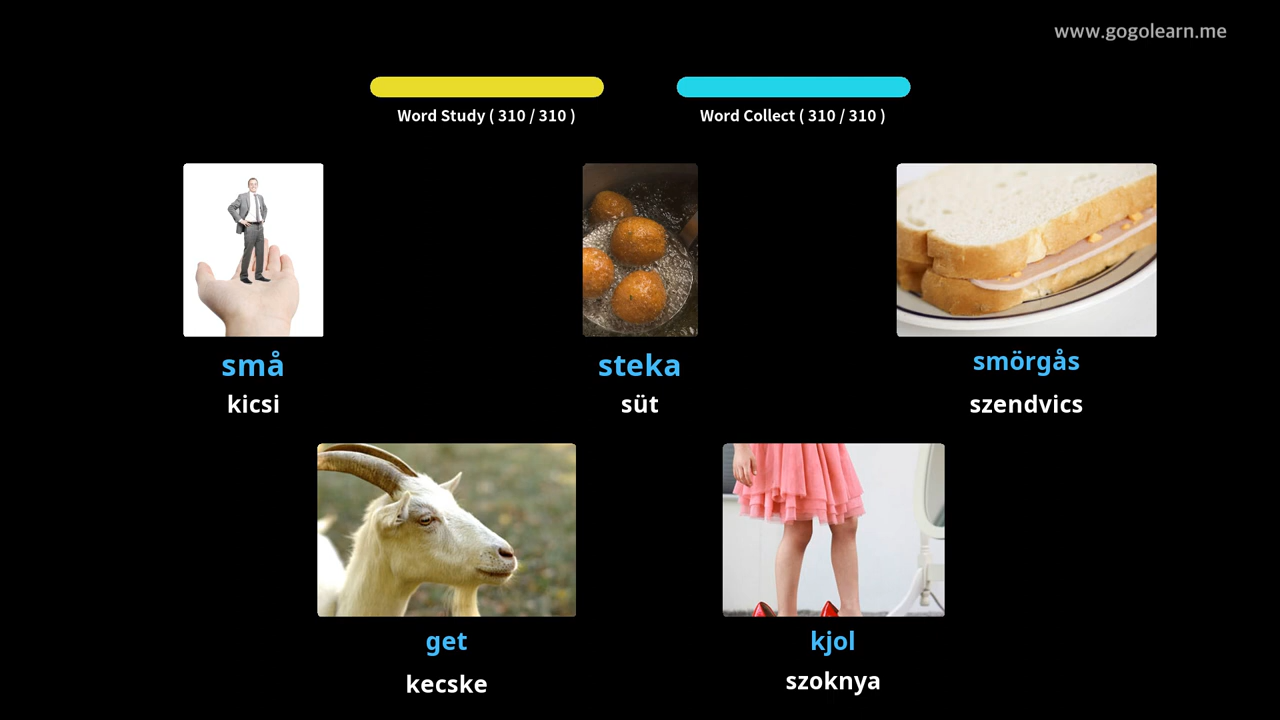 www.gogolearn.me
Word Study ( 310 / 310 )
Word Collect ( 310 / 310 )
små
steka
smörgås
kicsi
süt
szendvics
get
kjol
kecske
szoknya